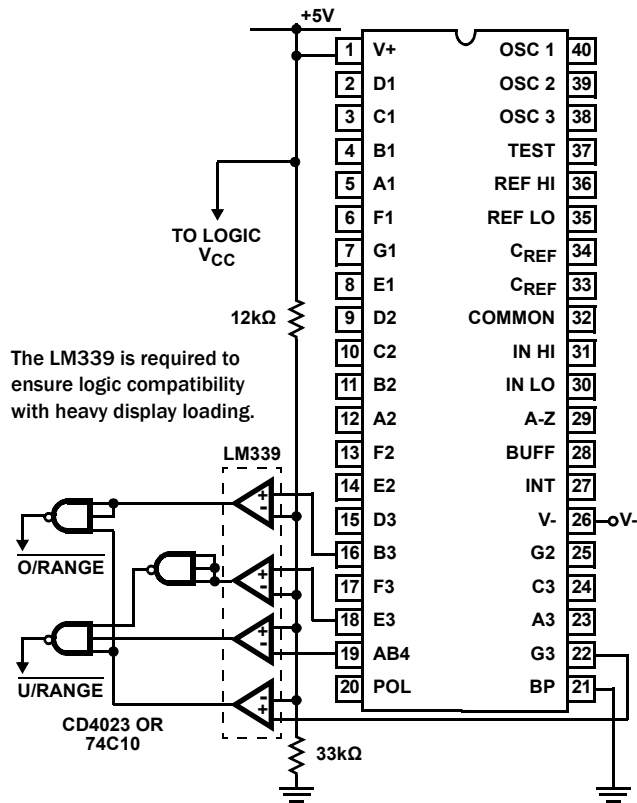 +5V
1 V+ OSC 1 40
2 D1 OSC 2 39
3 C1 OSC 3 38
4 B1 TEST 37
5 A1 REF HI 36
6 F1 REF LO 35
7 G1 CREF 34
8 E1 CREF 33
9 D2 COMMON 32
10 C2 IN HI 31
11 B2 IN LO 30
12 A2 A-Z 29
13 F2 BUFF 28
14 E2 INT 27
15 D3 V- 26 V-
16 B3 G2 25
17 F3 C3 24
18 E3 A3 23
19 AB4 G3 22
20 POL BP 21
TO LOGIC
VCC
12kΩ
The LM339 is required to
ensure logic compatibility
with heavy display loading.
LM339
+
-
+
-
+
-
-
+
O/RANGE
U/RANGE
CD4023 OR
74C10
33kΩ